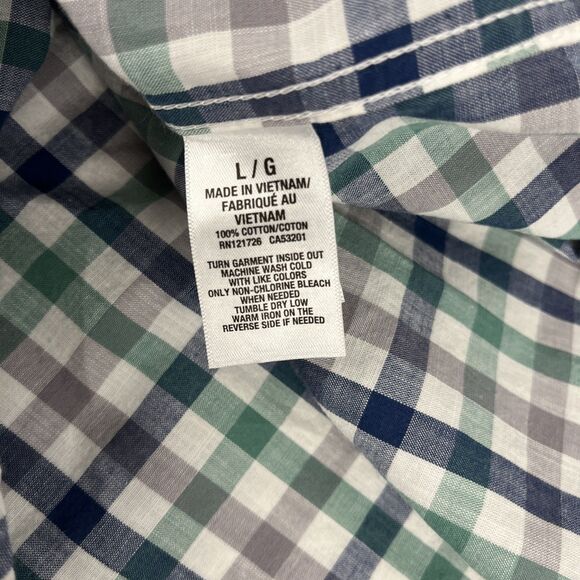 L / G
MADE IN VIETNAM/
FABRIQUÉ AU
VIETNAM
100% COTTON/COTON
RN121726 CA53201
TURN GARMENT INSIDE OUT
MACHINE WASH COLD
WITH LIKE COLORS
ONLY NON-CHLORINE BLEACH
WHEN NEEDED
TUMBLE DRY LOW
WARM IRON ON THE
REVERSE SIDE IF NEEDED